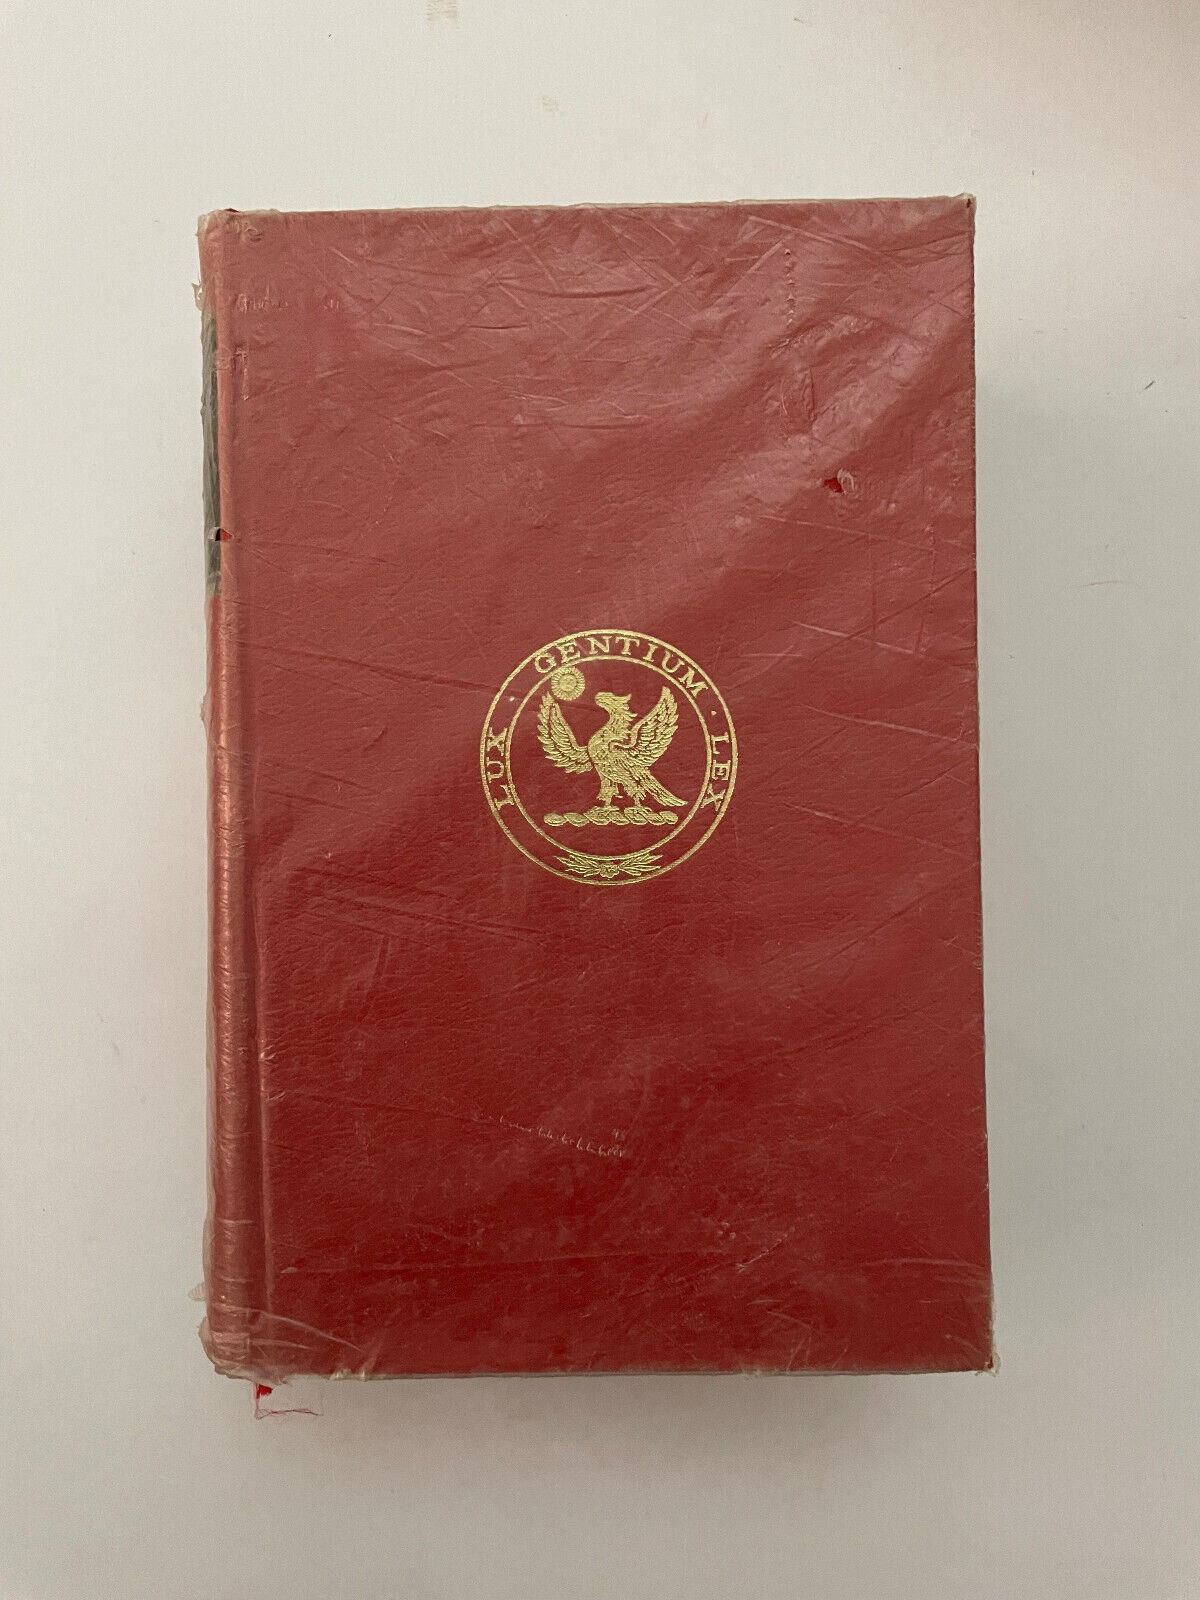 LUX · GENTIUM · LEX